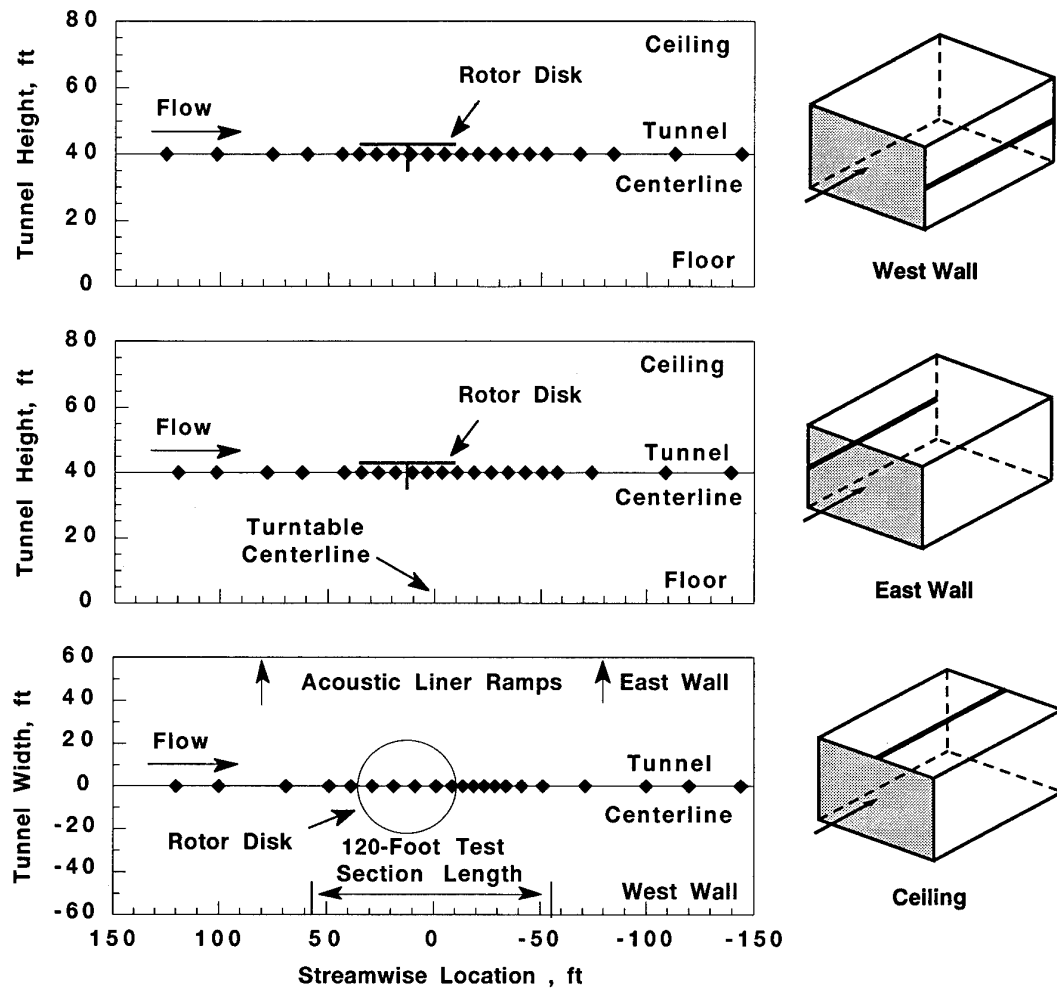 Tunnel Height, ft
80
60
40
20
0
Ceiling
Rotor Disk
Flow
Tunnel
Centerline
Floor
West Wall
Tunnel Height, ft
80
60
40
20
0
Ceiling
Rotor Disk
Flow
Tunnel
Centerline
Turntable
Centerline
Floor
East Wall
Tunnel Width, ft
60
40
20
0
-20
-40
-60
Acoustic Liner Ramps
East Wall
Flow
Tunnel
Centerline
Rotor Disk
120-Foot Test
Section Length
West Wall
Ceiling
150 100 50 0 -50 -100 -150
Streamwise Location , ft